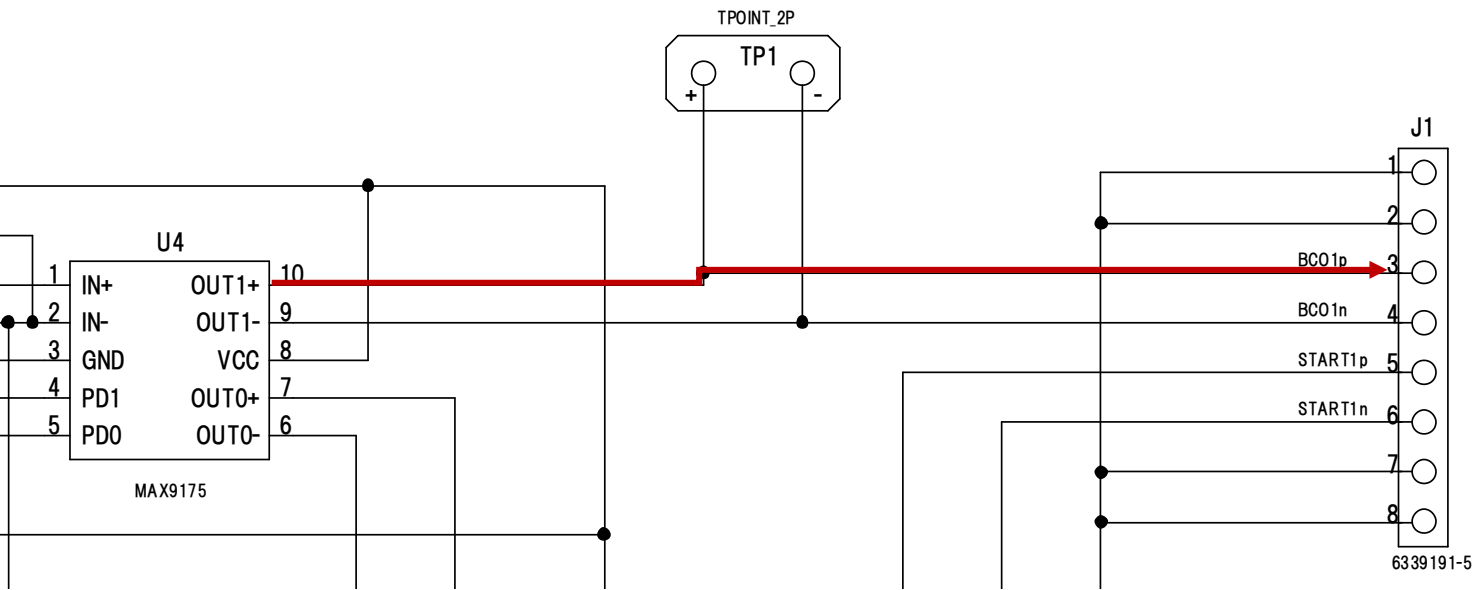 TPOINT_2P
TP1
+ -
J1
1
2
BCO1p 3
BCO1n 4
START1p 5
START1n 6
7
8
6339191-5
U4
1 IN+ OUT1+ 10
2 IN- OUT1- 9
3 GND VCC 8
4 PD1 OUT0+ 7
5 PD0 OUT0- 6
MAX9175